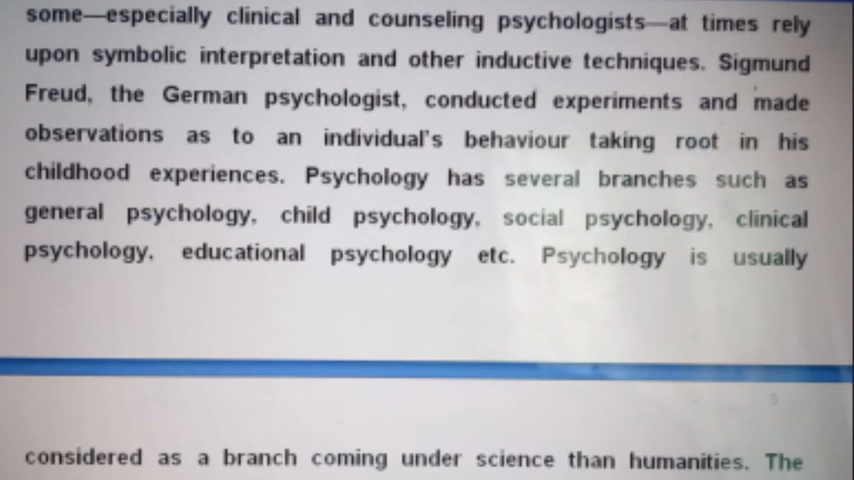 some—especially clinical and counseling psychologists—at times rely
upon symbolic interpretation and other inductive techniques. Sigmund
Freud, the German psychologist, conducted experiments and made
observations as to an individual's behaviour taking root in his
childhood experiences. Psychology has several branches such as
general psychology, child psychology, social psychology, clinical
psychology, educational psychology etc. Psychology is usually
5
considered as a branch coming under science than humanities. The